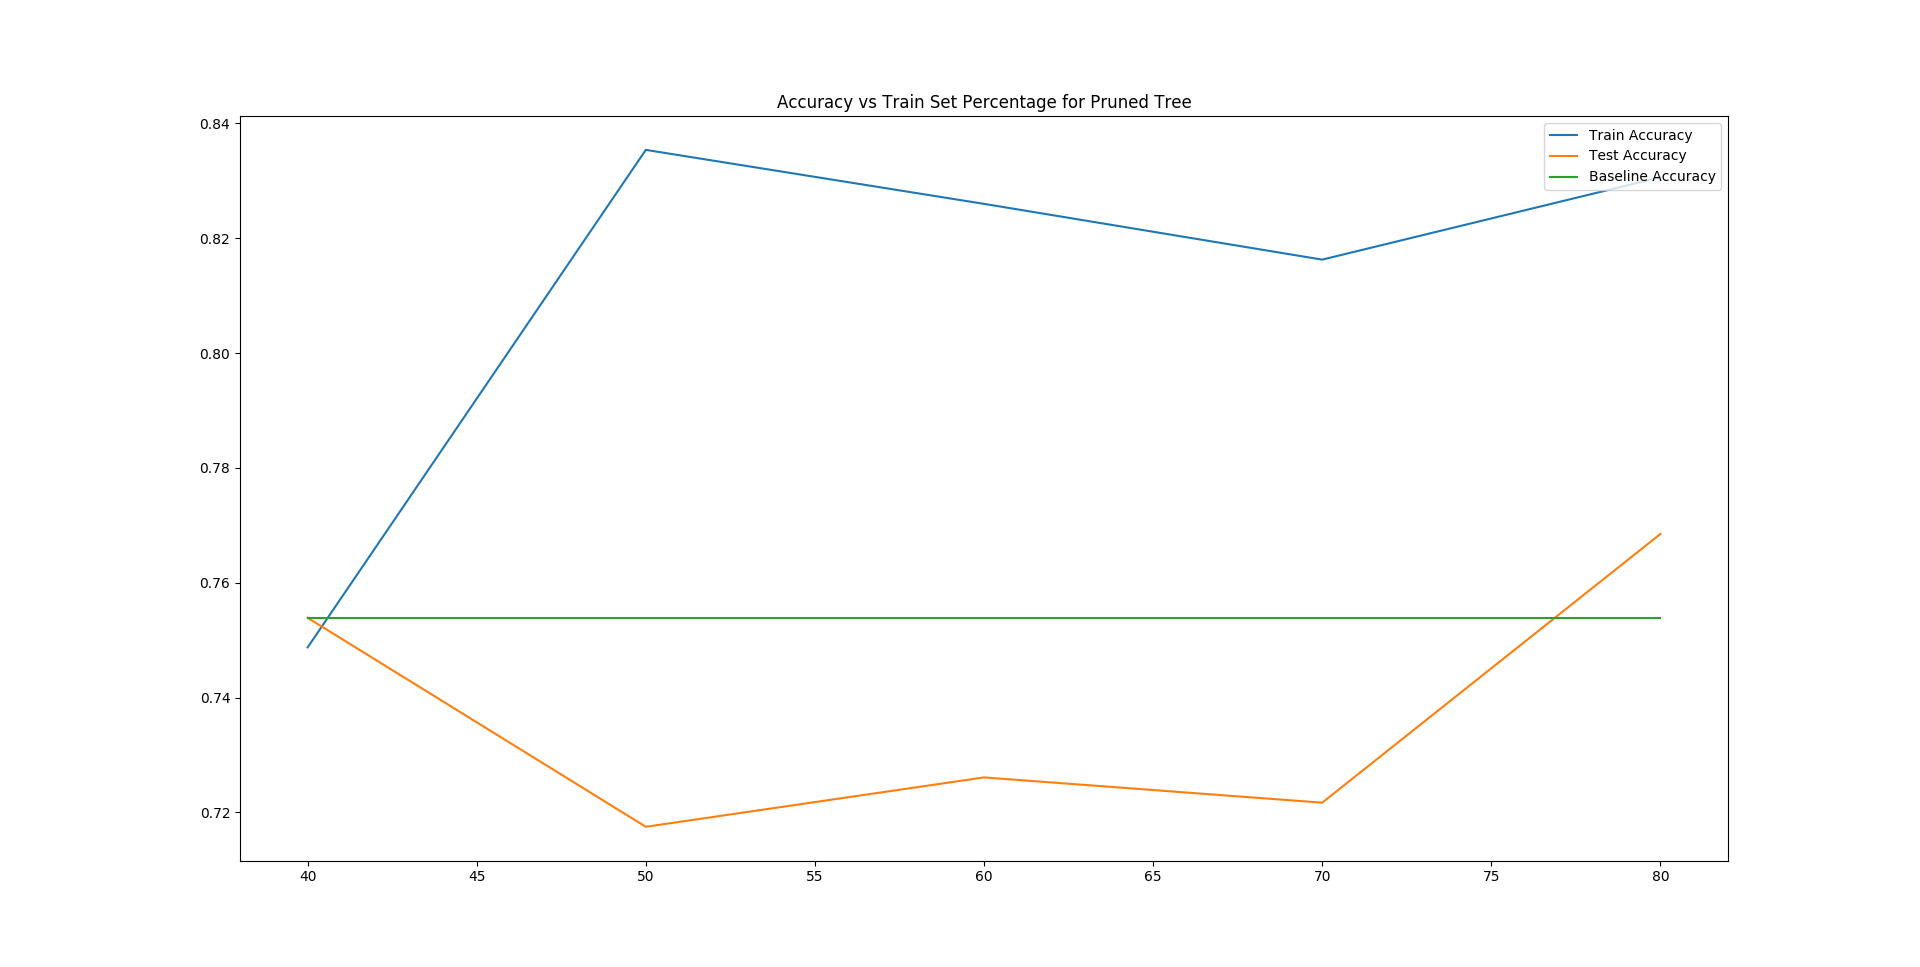 Accuracy vs Train Set Percentage for Pruned Tree
0.84
0.82
0.80
0.78
0.76
0.74
0.72
Train Accuracy
Test Accuracy
Baseline Accuracy
40 45 50 55 60 65 70 75 80